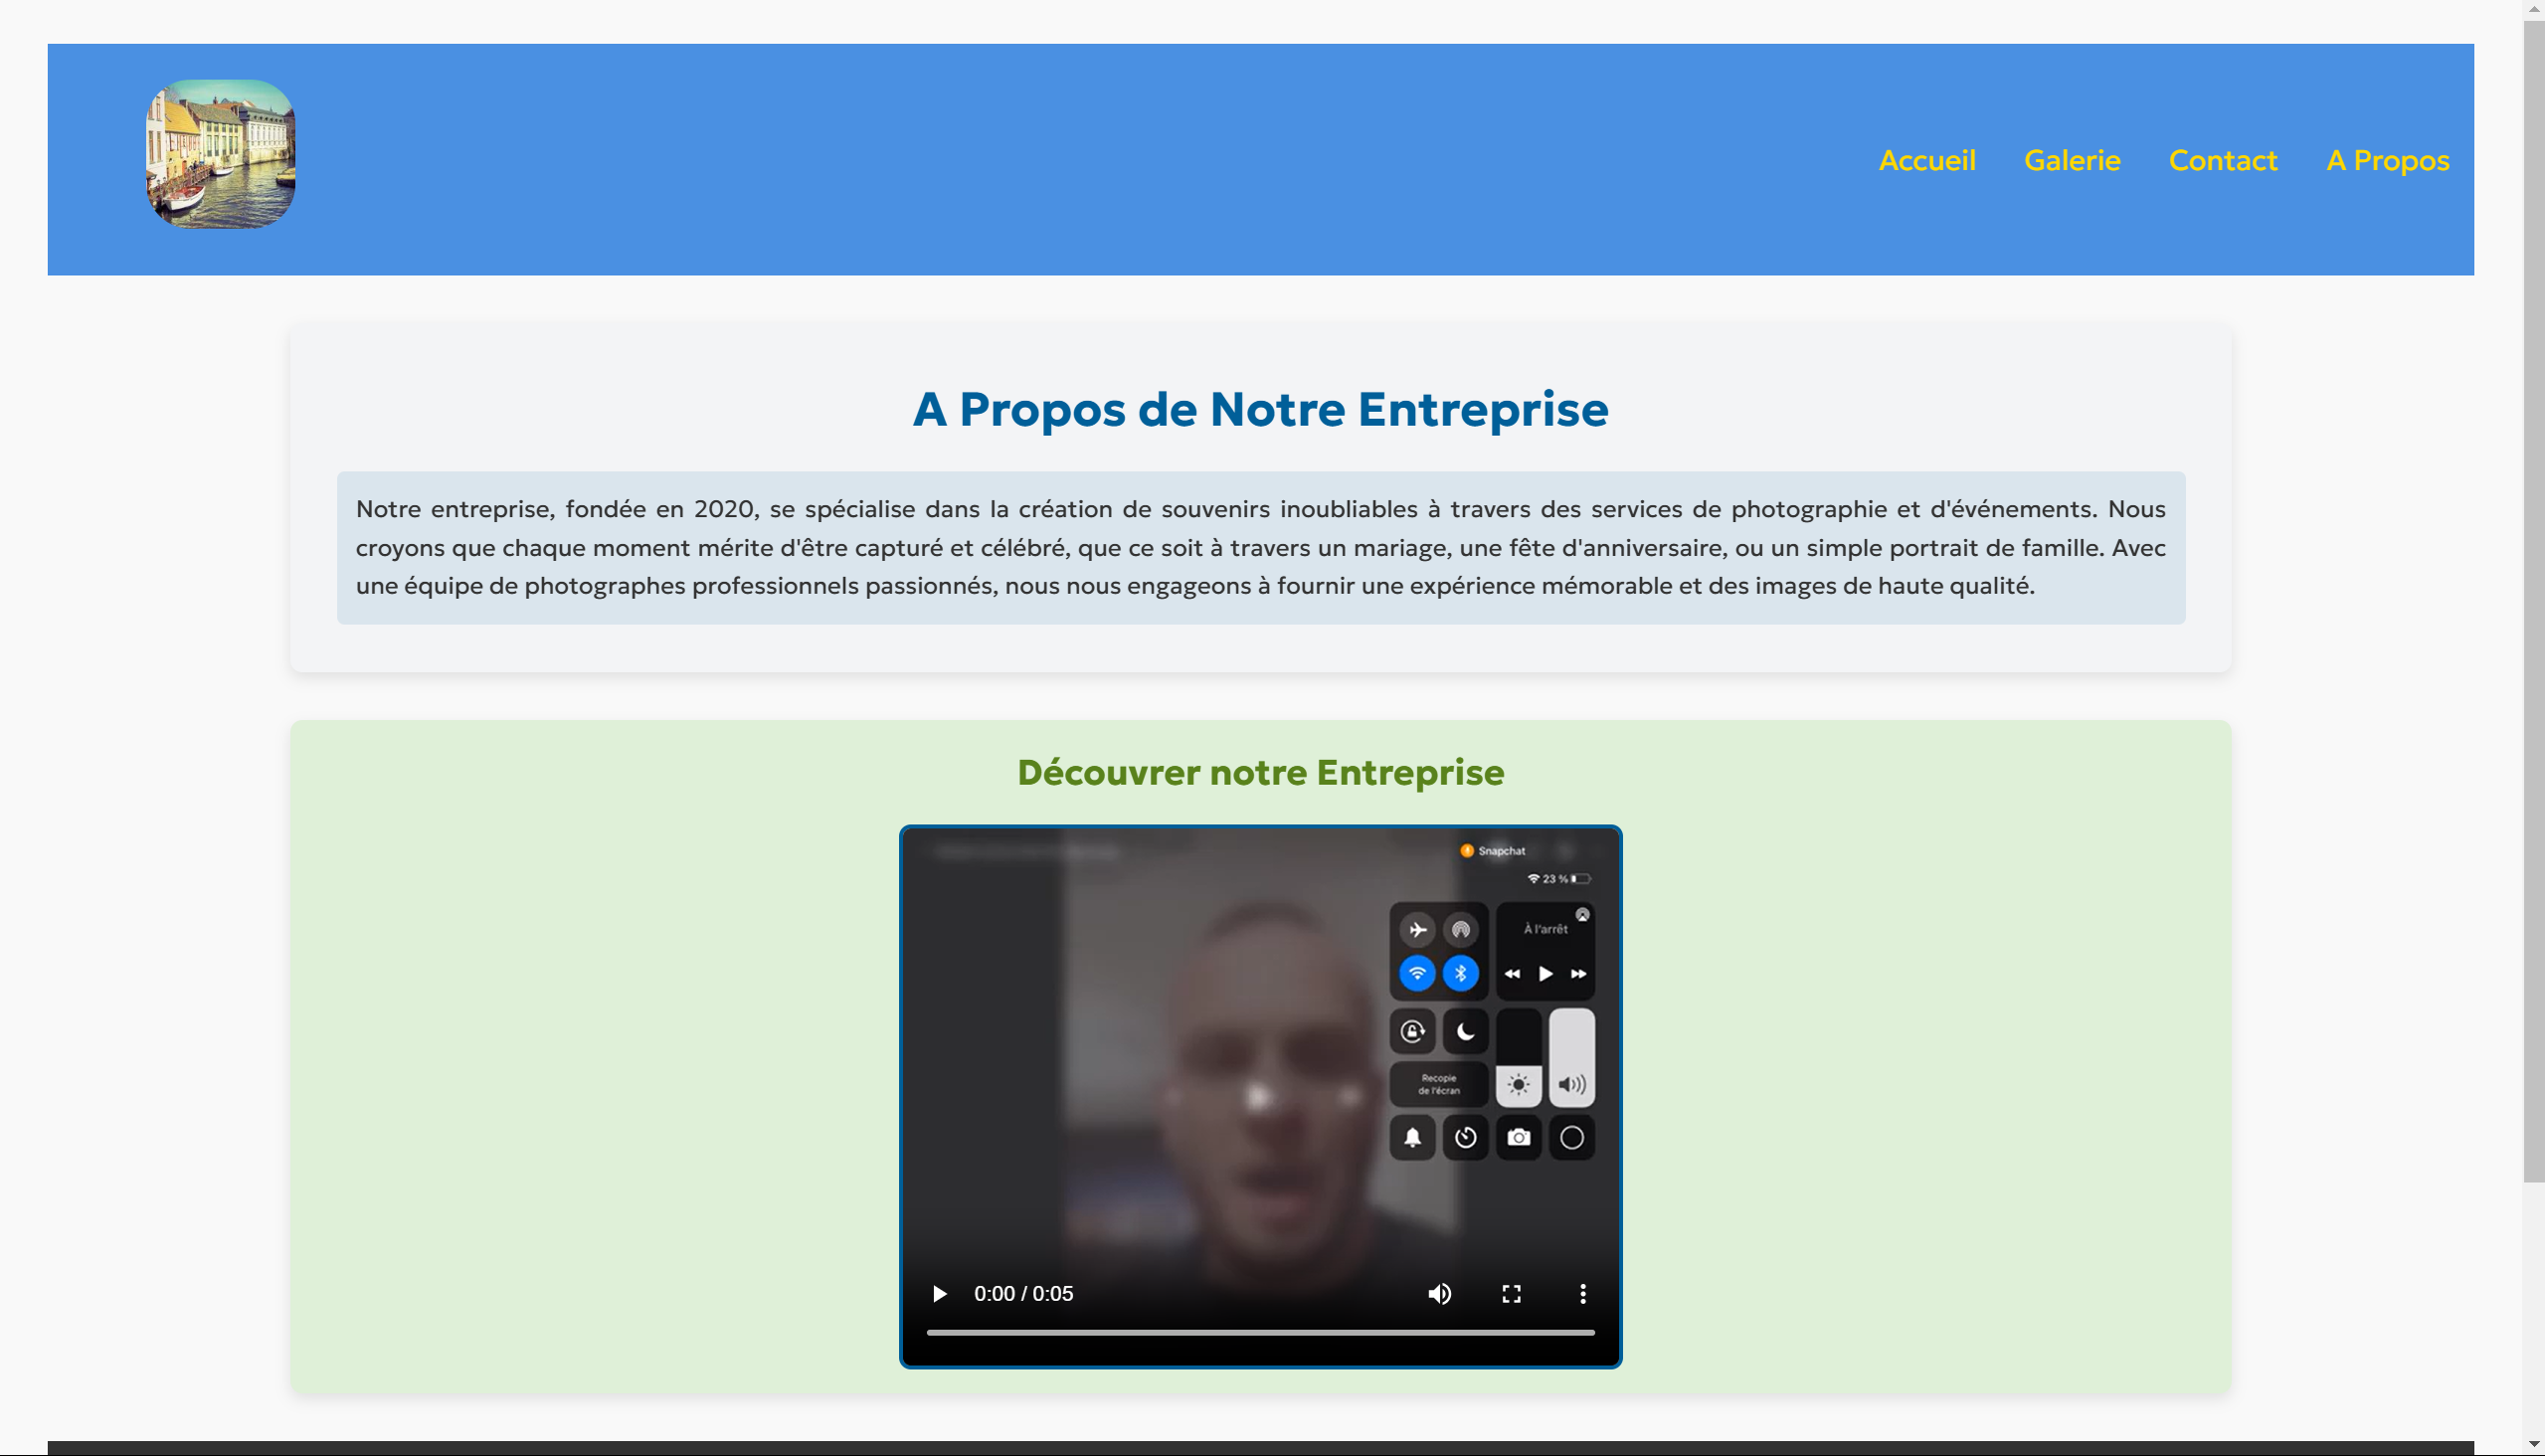 Accueil Galerie Contact A Propos
A Propos de Notre Entreprise
Notre entreprise, fondée en 2020, se spécialise dans la création de souvenirs inoubliables à travers des services de photographie et d'événements. Nous
croyons que chaque moment mérite d'être capturé et célébré, que ce soit à travers un mariage, une fête d'anniversaire, ou un simple portrait de famille. Avec
une équipe de photographes professionnels passionnés, nous nous engageons à fournir une expérience mémorable et des images de haute qualité.
Découvrer notre Entreprise
Snapchat
23 %
À l'arrêt
Recopie
de l'écran
0:00 / 0:05